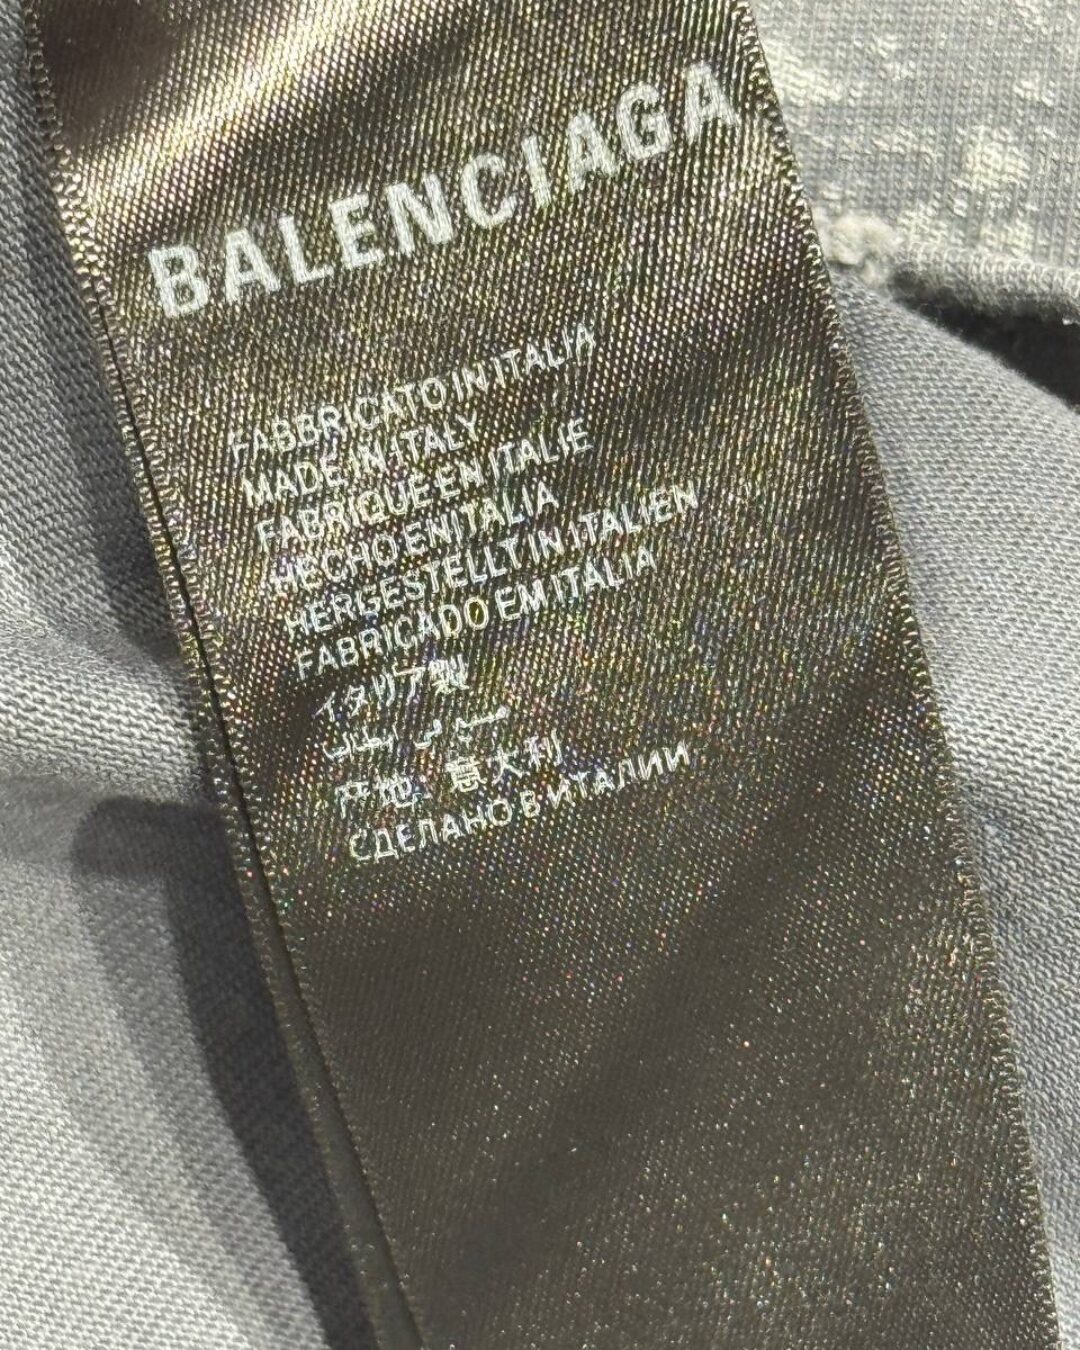 BALENCIAGA
FABBRICATO IN ITALIA
MADE IN ITALY
FABRIQUÉ EN ITALIE
HECHO EN ITALIA
HERGESTELLT IN ITALIEN
FABRICADO EM ITALIA
イタリア製
صنع في إيطاليا
产地: 意大利
СДЕЛАНО В ИТАЛИИ